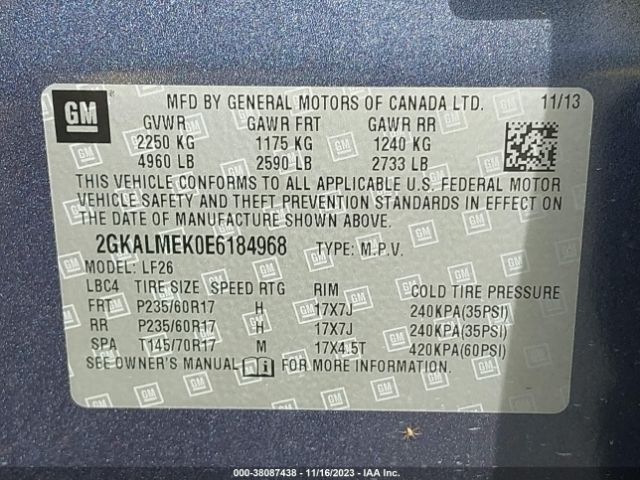 GM
MFD BY GENERAL MOTORS OF CANADA LTD. 11/13
GVWR GAWR FRT GAWR RR
2250 KG 1175 KG 1240 KG
4960 LB 2590 LB 2733 LB
THIS VEHICLE CONFORMS TO ALL APPLICABLE U.S. FEDERAL MOTOR
VEHICLE SAFETY AND THEFT PREVENTION STANDARDS IN EFFECT ON
THE DATE OF MANUFACTURE SHOWN ABOVE.
2GKALMEK0E6184968 TYPE: M.P.V.
MODEL: LF26
LBC4 TIRE SIZE SPEED RTG RIM COLD TIRE PRESSURE
FRT P235/60R17 H 17X7J 240KPA(35PSI)
RR P235/60R17 H 17X7J 240KPA(35PSI)
SPA T145/70R17 M 17X4.5T 420KPA(60PSI)
SEE OWNER'S MANUAL FOR MORE INFORMATION.
000-38087438 - 11/16/2023 - IAA Inc.